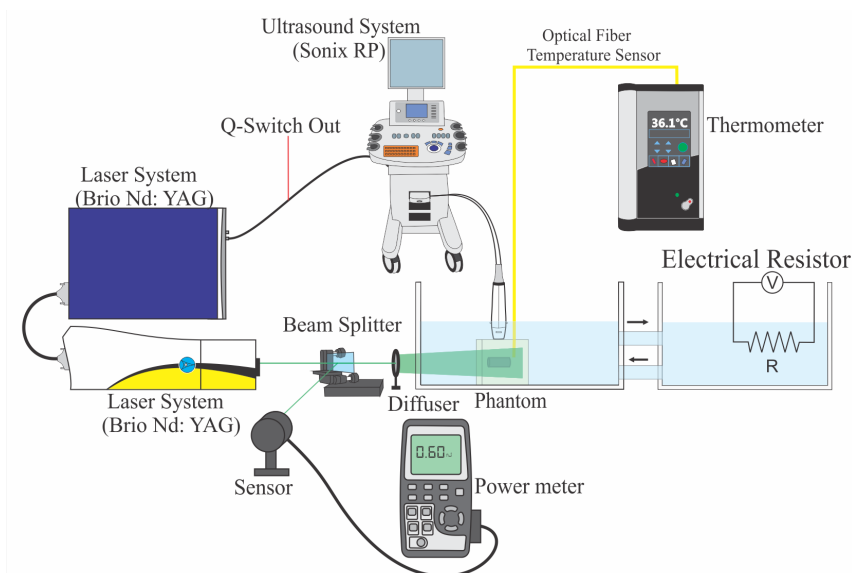 Ultrasound System
(Sonix RP)
Optical Fiber
Temperature Sensor
36.1°C
Thermometer
Q-Switch Out
Laser System
(Brio Nd: YAG)
Electrical Resistor
V
R
Beam Splitter
Diffuser
Phantom
Laser System
(Brio Nd: YAG)
Sensor
0.60
Power meter